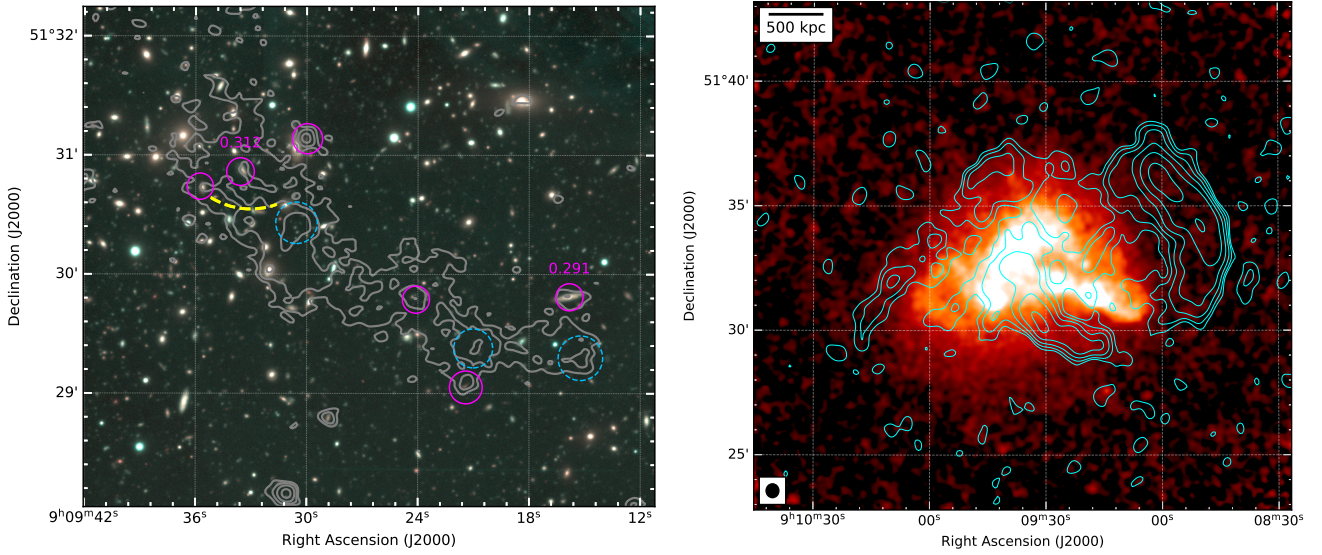 51°32'
31'
30'
29'
Declination (J2000)
0.312
0.291
9ʰ09ᵐ42ˢ
36ˢ
30ˢ
24ˢ
18ˢ
12ˢ
Right Ascension (J2000)
500 kpc
51°40'
35'
30'
25'
Declination (J2000)
9ʰ10ᵐ30ˢ
00ˢ
09ᵐ30ˢ
00ˢ
08ᵐ30ˢ
Right Ascension (J2000)